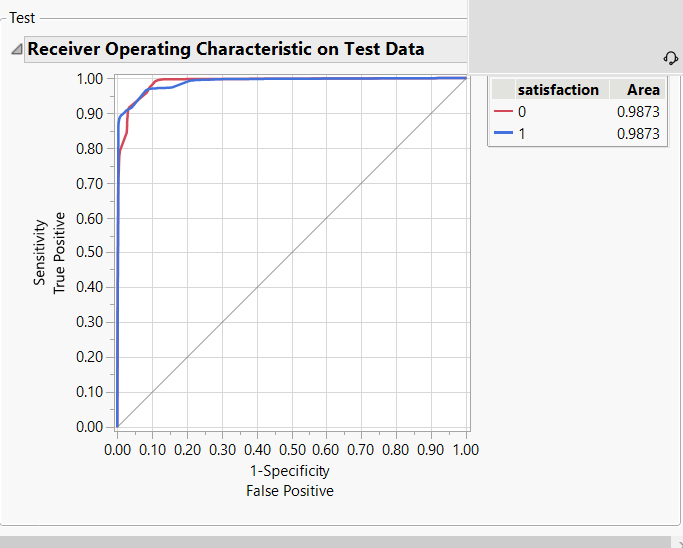 Test
Receiver Operating Characteristic on Test Data
satisfaction Area
0 0.9873
1 0.9873
1.00
0.90
0.80
0.70
0.60
0.50
0.40
0.30
0.20
0.10
0.00
Sensitivity
True Positive
0.00 0.10 0.20 0.30 0.40 0.50 0.60 0.70 0.80 0.90 1.00
1-Specificity
False Positive